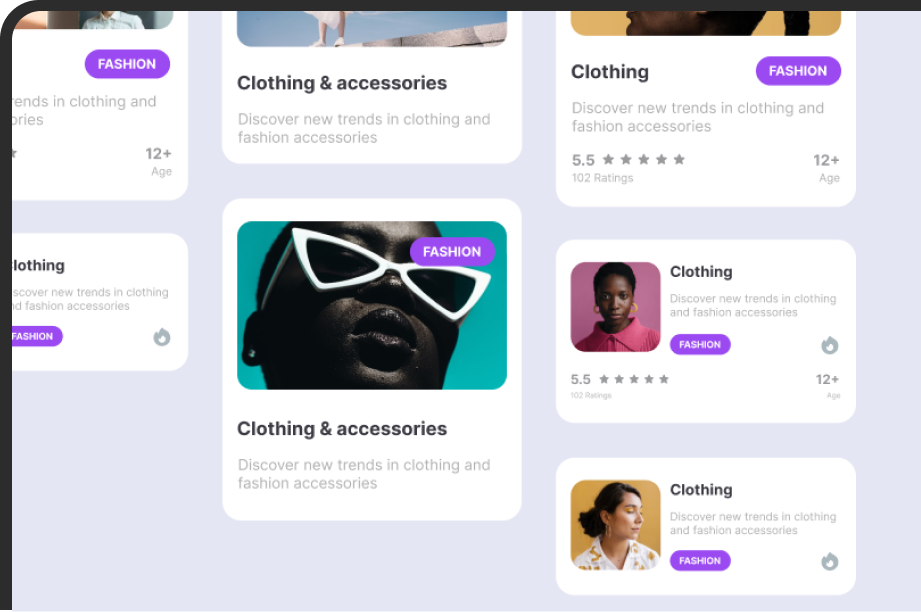 FASHION
trends in clothing and
12+
Age
Clothing
discover new trends in clothing
and fashion accessories
FASHION
Clothing & accessories
Discover new trends in clothing and
fashion accessories
FASHION
Clothing & accessories
Discover new trends in clothing and
fashion accessories
Clothing
FASHION
Discover new trends in clothing and
fashion accessories
5.5
12+
102 Ratings
Age
Clothing
Discover new trends in clothing
and fashion accessories
FASHION
5.5
12+
102 Ratings
Age
Clothing
Discover new trends in clothing
and fashion accessories
FASHION